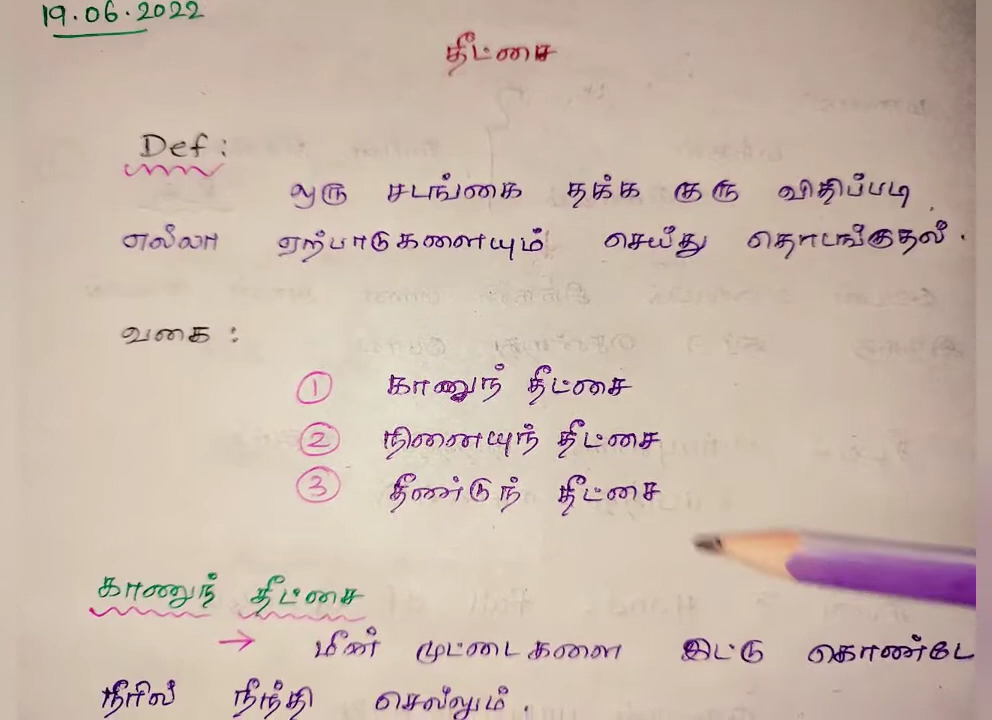 19.06.2022
தீட்சை
Def:
ஒரு சடங்கை தக்க குரு விதிப்படி
எல்லா ஏற்பாடுகளையும் செய்து தொடங்குதல்.
வகை :
① காணுந் தீட்சை
② நினையுந் தீட்சை
③ தீண்டுந் தீட்சை
காணுந் தீட்சை
→ மீன் முட்டைகளை இட்டு கொண்டே
நீரில் நீந்தி செல்லும்.